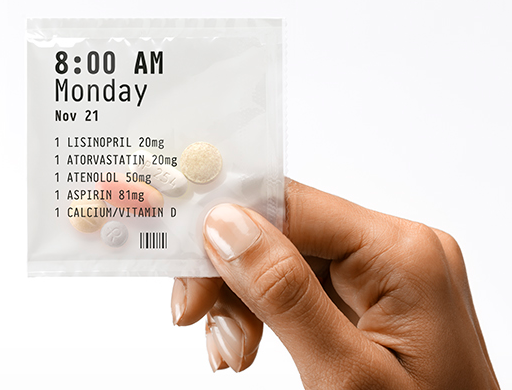 8:00 AM
Monday
Nov 21
1 LISINOPRIL 20mg
1 ATORVASTATIN 20mg
1 ATENOLOL 50mg
1 ASPIRIN 81mg
1 CALCIUM/VITAMIN D